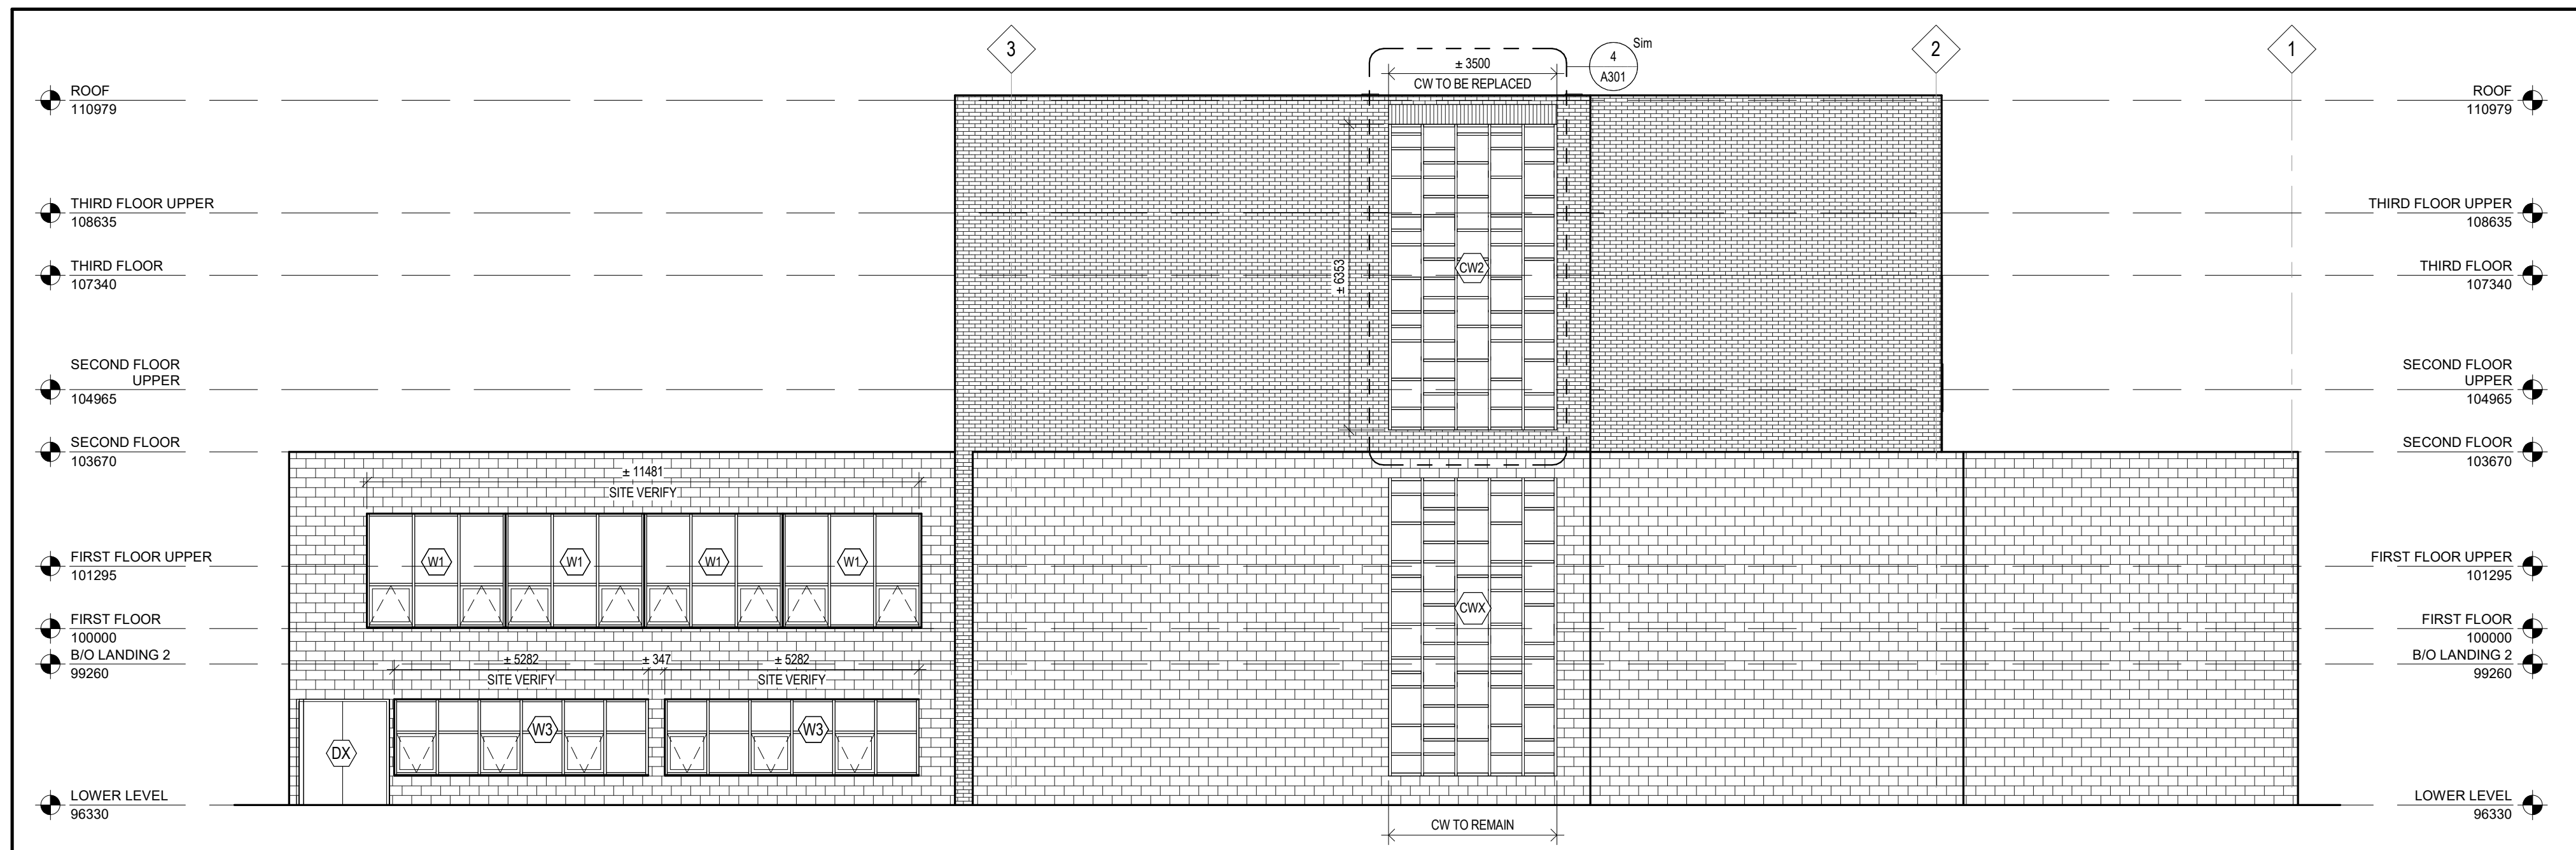 3
2
1
4
A301
Sim
± 3500
CW TO BE REPLACED
ROOF
110979
ROOF
110979
THIRD FLOOR UPPER
108635
THIRD FLOOR UPPER
108635
THIRD FLOOR
107340
CW2
± 6353
THIRD FLOOR
107340
SECOND FLOOR
UPPER
104965
SECOND FLOOR
UPPER
104965
SECOND FLOOR
103670
SECOND FLOOR
103670
± 11481
SITE VERIFY
FIRST FLOOR UPPER
101295
W1
W1
W1
W1
FIRST FLOOR UPPER
101295
FIRST FLOOR
100000
CWX
FIRST FLOOR
100000
B/O LANDING 2
99260
± 5282
SITE VERIFY
± 347
± 5282
SITE VERIFY
B/O LANDING 2
99260
DX
W3
W3
LOWER LEVEL
96330
CW TO REMAIN
LOWER LEVEL
96330